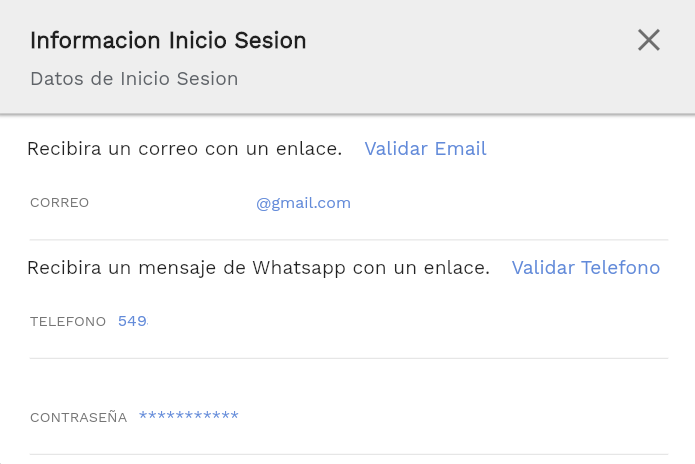 Informacion Inicio Sesion
Datos de Inicio Sesion
Recibira un correo con un enlace. Validar Email
CORREO @gmail.com
Recibira un mensaje de Whatsapp con un enlace. Validar Telefono
TELEFONO 549
CONTRASEÑA ***********